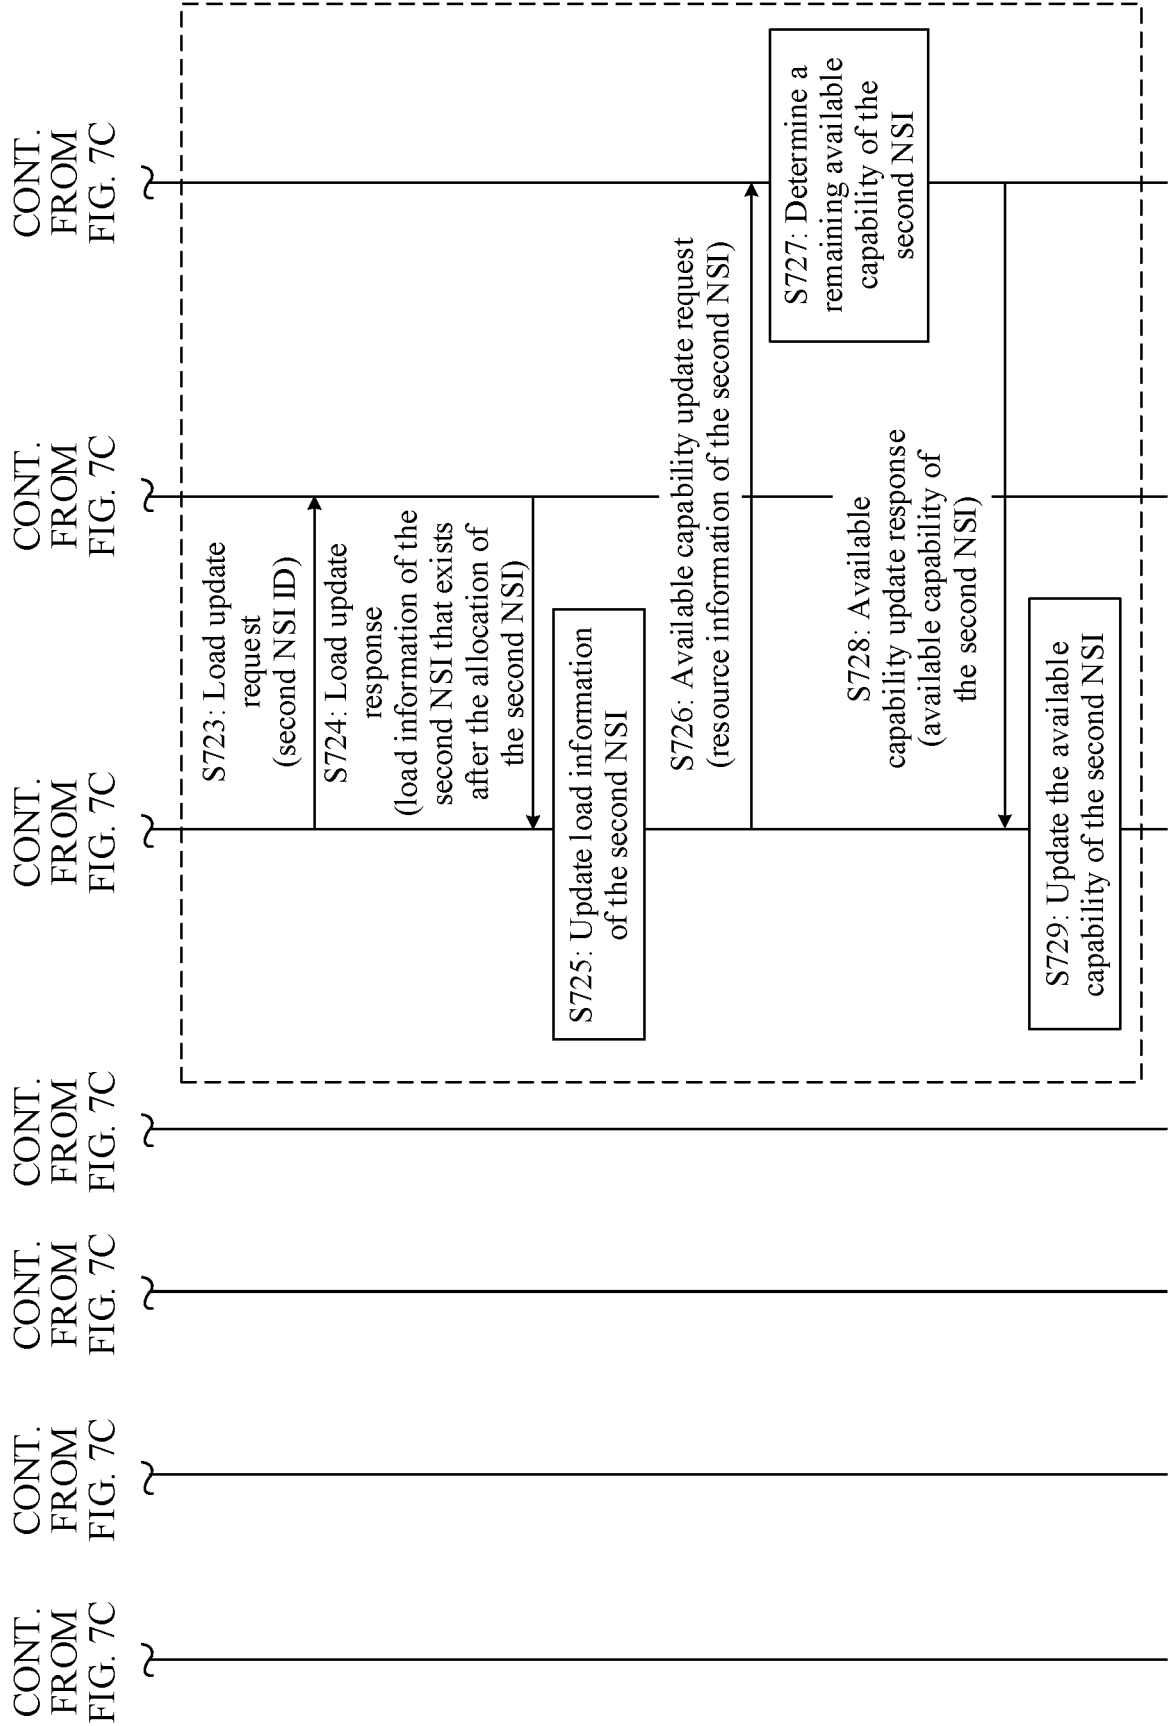 CONT.
FROM
FIG. 7C
CONT.
FROM
FIG. 7C
CONT.
FROM
FIG. 7C
CONT.
FROM
FIG. 7C
CONT.
FROM
FIG. 7C
CONT.
FROM
FIG. 7C
CONT.
FROM
FIG. 7C
S723: Load update
request
(second NSI ID)
S724: Load update
response
(load information of the
second NSI that exists
after the allocation of
the second NSI)
S725: Update load information
of the second NSI
S726: Available capability update request
(resource information of the second NSI)
S727: Determine a
remaining available
capability of the
second NSI
S728: Available
capability update response
(available capability of
the second NSI)
S729: Update the available
capability of the second NSI